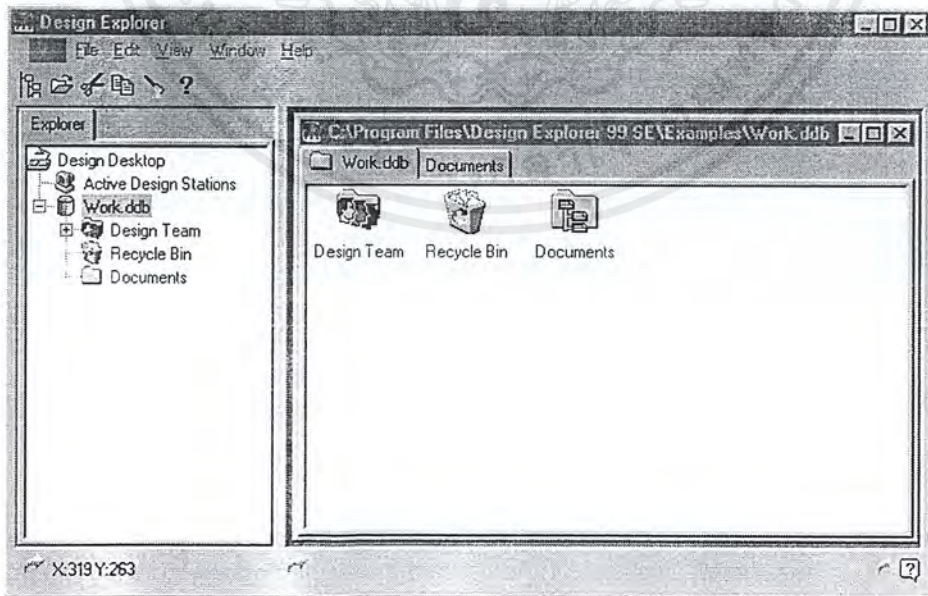 Design Explorer
File Edit View Window Help
?
Explorer
Design Desktop
Active Design Stations
Work.ddb
Design Team
Recycle Bin
Documents
C:\Program Files\Design Explorer 99 SE\Examples\Work.ddb
Work.ddb Documents
Design Team Recycle Bin Documents
X:319 Y:263